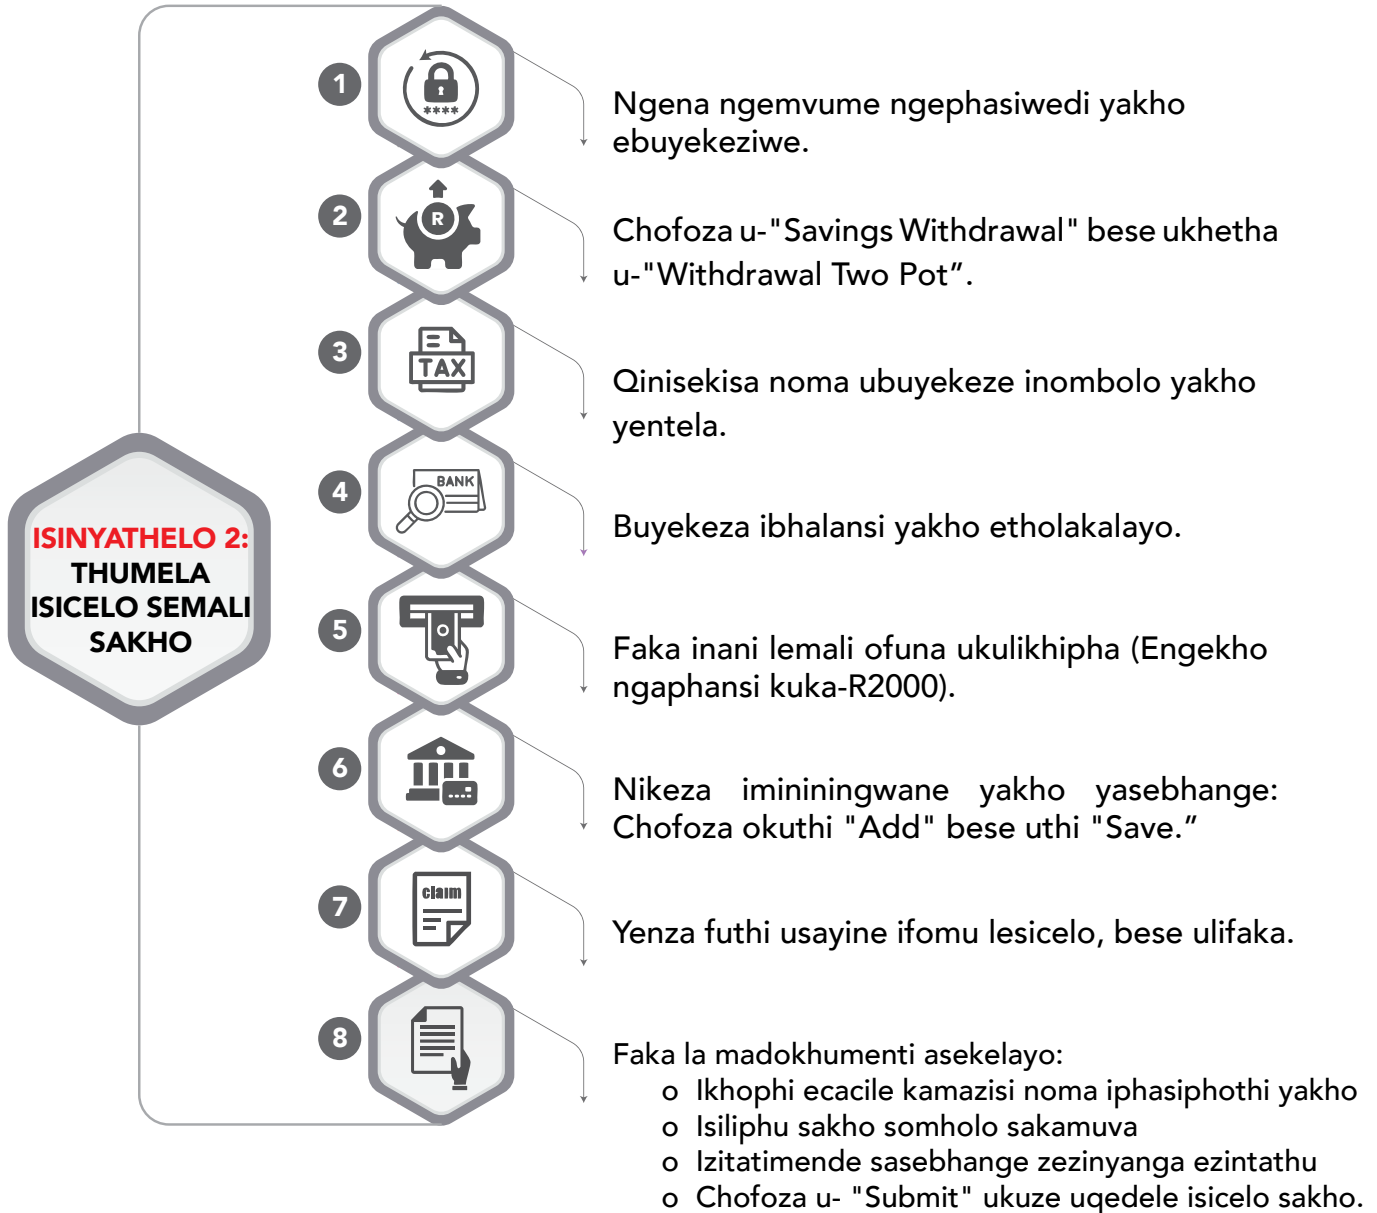 1
****
Ngena ngemvume ngephasiwedi yakho
ebuyekeziwe.
2
R
Chofoza u-"Savings Withdrawal" bese ukhetha
u-"Withdrawal Two Pot”.
3
TAX
Qinisekisa noma ubuyekeze inombolo yakho
yentela.
4
BANK
Buyekeza ibhalansi yakho etholakalayo.
ISINYATHELO 2:
THUMELA
ISICELO SEMALI
SAKHO
5
Faka inani lemali ofuna ukulikhipha (Engekho
ngaphansi kuka-R2000).
6
Nikeza imininingwane yakho yasebhange:
Chofoza okuthi "Add" bese uthi "Save.”
7
claim
Yenza futhi usayine ifomu lesicelo, bese ulifaka.
8
Faka la madokhumenti asekelayo:
o Ikhophi ecacile kamazisi noma iphasiphothi yakho
o Isiliphu sakho somholo sakamuva
o Izitatimende sasebhange zezinyanga ezintathu
o Chofoza u- "Submit" ukuze uqedele isicelo sakho.